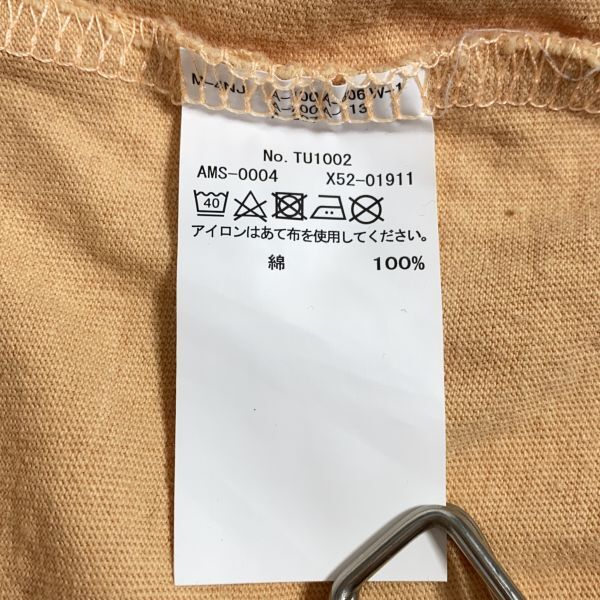 No. TU1002
AMS-0004 X52-01911
40
アイロンはあて布を使用してください。
綿 100%